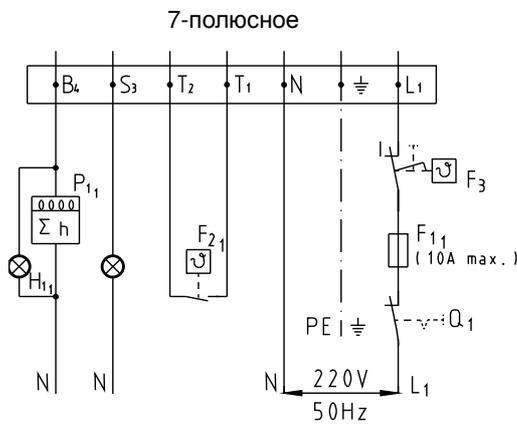 7-полюсное
B4 S3 T2 T1 N L1
P11
Σ h
H11
F21
ϑ
ϑ
F3
F11
(10A max.)
Q1
PE
N N N 220V L1
50Hz